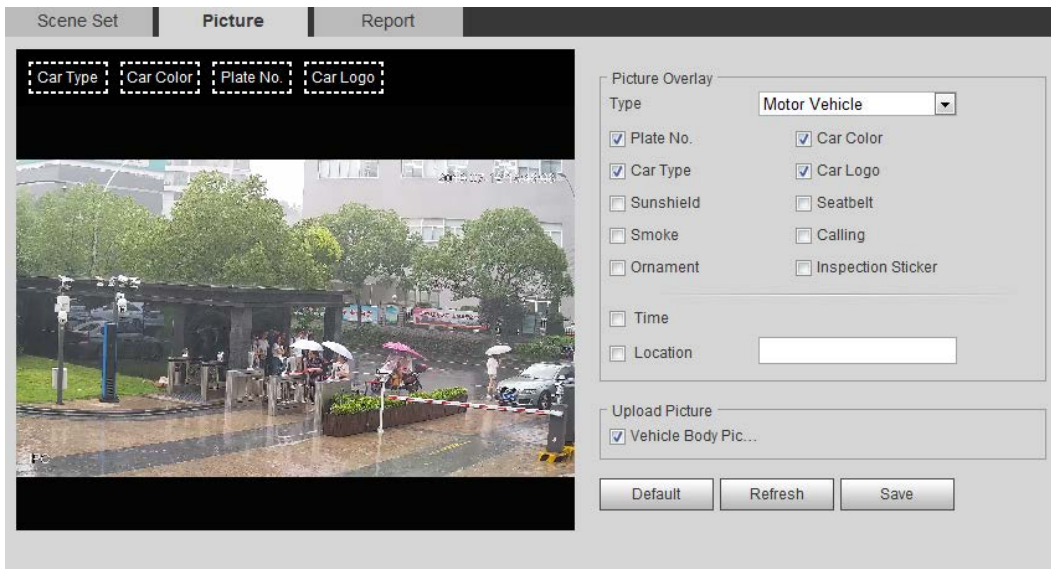 Scene Set Picture Report
Car Type Car Color Plate No. Car Logo
Picture Overlay
Type Motor Vehicle
Plate No. Car Color
Car Type Car Logo
Sunshield Seatbelt
Smoke Calling
Ornament Inspection Sticker
Time
Location
Upload Picture
Vehicle Body Pic...
Default Refresh Save